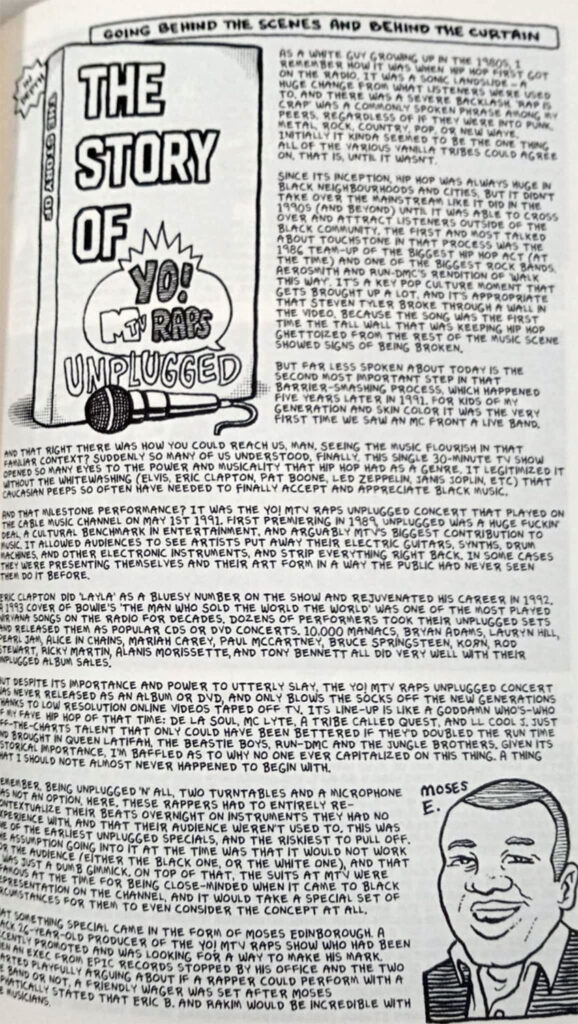 GOING BEHIND THE SCENES AND BEHIND THE CURTAIN
IN DEPTH
THE STORY OF
THE
STORY
OF
YO!
MTV RAPS
UNPLUGGED
AS A WHITE GUY GROWING UP IN THE 1980S, I
REMEMBER HOW IT WAS WHEN HIP HOP FIRST GOT
ON THE RADIO. IT WAS A SONIC LANDSLIDE - A
HUGE CHANGE FROM WHAT LISTENERS WERE USED
TO, AND THERE WAS A SEVERE BACKLASH. 'RAP IS
CRAP' WAS A COMMONLY SPOKEN PHRASE AMONG MY
PEERS, REGARDLESS OF IF THEY WERE INTO PUNK,
METAL, ROCK, COUNTRY, POP, OR NEW WAVE.
INITIALLY IT KINDA SEEMED TO BE THE ONE THING
ALL OF THE VARIOUS VANILLA TRIBES COULD AGREE
ON, THAT IS, UNTIL IT WASN'T.
SINCE ITS INCEPTION, HIP HOP WAS ALWAYS HUGE IN
BLACK NEIGHBOURHOODS AND CITIES, BUT IT DIDN'T
TAKE OVER THE MAINSTREAM LIKE IT DID IN THE
1990S (AND BEYOND) UNTIL IT WAS ABLE TO CROSS
OVER AND ATTRACT LISTENERS OUTSIDE OF THE
BLACK COMMUNITY. THE FIRST AND MOST TALKED
ABOUT TOUCHSTONE IN THAT PROCESS WAS THE
1986 TEAM-UP OF THE BIGGEST HIP HOP ACT (AT
THE TIME) AND ONE OF THE BIGGEST ROCK BANDS.
AEROSMITH AND RUN-DMC'S RENDITION OF WALK
THIS WAY. IT'S A KEY POP CULTURE MOMENT THAT
GETS BROUGHT UP A LOT, AND IT'S APPROPRIATE
THAT STEVEN TYLER BROKE THROUGH A WALL IN
THE VIDEO, BECAUSE THE SONG WAS THE FIRST
TIME THE TALL WALL THAT WAS KEEPING HIP HOP
GHETTOIZED FROM THE REST OF THE MUSIC SCENE
SHOWED SIGNS OF BEING BROKEN.
BUT FAR LESS SPOKEN ABOUT TODAY IS THE
SECOND MOST IMPORTANT STEP IN THAT
BARRIER-SMASHING PROCESS, WHICH HAPPENED
FIVE YEARS LATER IN 1991. FOR KIDS OF MY
GENERATION AND SKIN COLOR IT WAS THE VERY
FIRST TIME WE SAW AN MC FRONT A LIVE BAND.
AND THAT RIGHT THERE WAS HOW YOU COULD REACH US, MAN. SEEING THE MUSIC FLOURISH IN THAT
FAMILIAR CONTEXT? SUDDENLY SO MANY OF US UNDERSTOOD. FINALLY. THIS SINGLE 30-MINUTE TV SHOW
OPENED SO MANY EYES TO THE POWER AND MUSICALITY THAT HIP HOP HAD AS A GENRE. IT LEGITIMIZED IT
WITHOUT THE WHITEWASHING (ELVIS, ERIC CLAPTON, PAT BOONE, LED ZEPPELIN, JANIS JOPLIN, ETC) THAT
CAUCASIAN PEEPS SO OFTEN HAVE NEEDED TO FINALLY ACCEPT AND APPRECIATE BLACK MUSIC.
AND THAT MILESTONE PERFORMANCE? IT WAS THE YO! MTV RAPS UNPLUGGED CONCERT THAT PLAYED ON
THE CABLE MUSIC CHANNEL ON MAY 1ST 1991. FIRST PREMIERING IN 1989, UNPLUGGED WAS A HUGE FUCKIN'
DEAL, A CULTURAL BENCHMARK IN ENTERTAINMENT, AND ARGUABLY MTV'S BIGGEST CONTRIBUTION TO
MUSIC. IT ALLOWED AUDIENCES TO SEE ARTISTS PUT AWAY THEIR ELECTRIC GUITARS, SYNTHS, DRUM
MACHINES, AND OTHER ELECTRONIC INSTRUMENTS, AND STRIP EVERYTHING RIGHT BACK. IN SOME CASES
THEY WERE PRESENTING THEMSELVES AND THEIR ART FORM IN A WAY THE PUBLIC HAD NEVER SEEN
THEM DO IT BEFORE.
ERIC CLAPTON DID 'LAYLA' AS A BLUESY NUMBER ON THE SHOW AND REJUVENATED HIS CAREER IN 1992.
A 1993 COVER OF BOWIE'S 'THE MAN WHO SOLD THE WORLD THE WORLD' WAS ONE OF THE MOST PLAYED
NIRVANA SONGS ON THE RADIO FOR DECADES. DOZENS OF PERFORMERS TOOK THEIR UNPLUGGED SETS
AND RELEASED THEM AS POPULAR CDS OR DVD CONCERTS. 10,000 MANIACS, BRYAN ADAMS, LAURYN HILL,
PEARL JAM, ALICE IN CHAINS, MARIAH CAREY, PAUL MCCARTNEY, BRUCE SPRINGSTEEN, KORN, ROD
STEWART, RICKY MARTIN, ALANIS MORISSETTE, AND TONY BENNETT ALL DID VERY WELL WITH THEIR
UNPLUGGED ALBUM SALES.
BUT DESPITE ITS IMPORTANCE AND POWER TO UTTERLY SLAY, THE YO! MTV RAPS UNPLUGGED CONCERT
WAS NEVER RELEASED AS AN ALBUM OR DVD, AND ONLY BLOWS THE SOCKS OFF THE NEW GENERATIONS
THANKS TO LOW RESOLUTION ONLINE VIDEOS TAPED OFF TV. ITS LINE-UP IS LIKE A GODDAMN WHO'S-WHO
OF MY FAVE HIP HOP OF THAT TIME: DE LA SOUL, MC LYTE, A TRIBE CALLED QUEST, AND LL COOL J. JUST
OFF-THE-CHARTS TALENT THAT ONLY COULD HAVE BEEN BETTERED IF THEY'D DOUBLED THE RUN TIME
AND BROUGHT IN QUEEN LATIFAH, THE BEASTIE BOYS, RUN-DMC AND THE JUNGLE BROTHERS. GIVEN ITS
HISTORICAL IMPORTANCE, I'M BAFFLED AS TO WHY NO ONE EVER CAPITALIZED ON THIS THING. A THING
THAT I SHOULD NOTE ALMOST NEVER HAPPENED TO BEGIN WITH.
REMEMBER, BEING UNPLUGGED 'N' ALL, TWO TURNTABLES AND A MICROPHONE
WAS NOT AN OPTION, HERE. THESE RAPPERS HAD TO ENTIRELY RE-
CONTEXTUALIZE THEIR BEATS OVERNIGHT ON INSTRUMENTS THEY HAD NO
EXPERIENCE WITH, AND THAT THEIR AUDIENCE WEREN'T USED TO. THIS WAS
ONE OF THE EARLIEST UNPLUGGED SPECIALS, AND THE RISKIEST TO PULL OFF.
THE ASSUMPTION GOING INTO IT AT THE TIME WAS THAT IT WOULD NOT WORK
FOR THE AUDIENCE (EITHER THE BLACK ONE, OR THE WHITE ONE), AND THAT
IT WAS JUST A DUMB GIMMICK. ON TOP OF THAT, THE SUITS AT MTV WERE
FAMOUS AT THE TIME FOR BEING CLOSE-MINDED WHEN IT CAME TO BLACK
REPRESENTATION ON THE CHANNEL, AND IT WOULD TAKE A SPECIAL SET OF
CIRCUMSTANCES FOR THEM TO EVEN CONSIDER THE CONCEPT AT ALL.
THAT SOMETHING SPECIAL CAME IN THE FORM OF MOSES EDINBOROUGH. A
BLACK 26-YEAR-OLD PRODUCER OF THE YO! MTV RAPS SHOW WHO HAD BEEN
RECENTLY PROMOTED AND WAS LOOKING FOR A WAY TO MAKE HIS MARK.
WHEN AN EXEC FROM EPIC RECORDS STOPPED BY HIS OFFICE AND THE TWO
STARTED PLAYFULLY ARGUING ABOUT IF A RAPPER COULD PERFORM WITH A
LIVE BAND OR NOT, A FRIENDLY WAGER WAS SET AFTER MOSES
EMPHATICALLY STATED THAT ERIC B. AND RAKIM WOULD BE INCREDIBLE WITH
LIVE MUSICIANS.
MOSES
E.